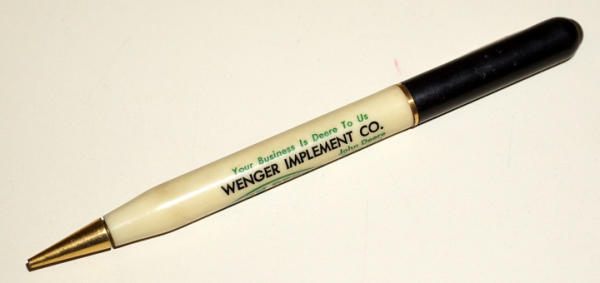 Your Business Is Deere To Us
WENGER IMPLEMENT CO.
John Deere